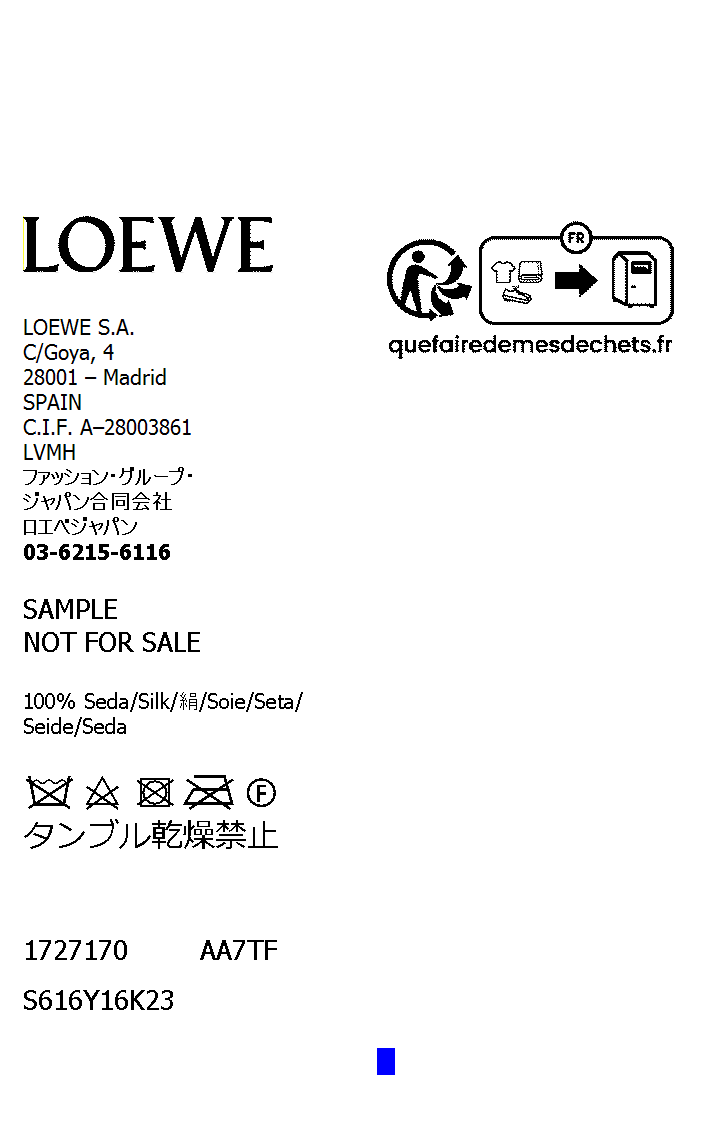 LOEWE
LOEWE S.A.
C/Goya, 4
28001 – Madrid
SPAIN
C.I.F. A–28003861
LVMH
ファッション・グループ・
ジャパン合同会社
ロエベジャパン
03-6215-6116
SAMPLE
NOT FOR SALE
100% Seda/Silk/絹/Soie/Seta/
Seide/Seda
F
タンブル乾燥禁止
1727170 AA7TF
S616Y16K23
FR
quefairedemesdechets.fr